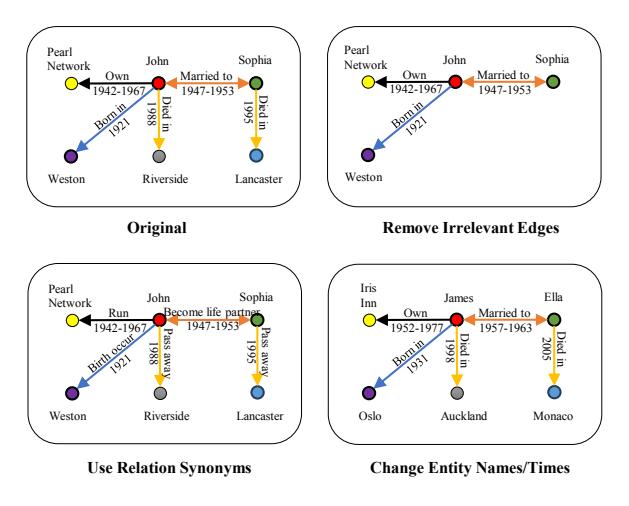 Pearl
Network
John
Sophia
Own
1942-1967
Married to
1947-1953
Born in
1921
Died in
1988
Died in
1995
Weston
Riverside
Lancaster
Original
Pearl
Network
John
Sophia
Own
1942-1967
Married to
1947-1953
Born in
1921
Weston
Remove Irrelevant Edges
Pearl
Network
John
Sophia
Run
1942-1967
Become life partner
1947-1953
Birth occur
1921
Pass away
1988
Pass away
1995
Weston
Riverside
Lancaster
Use Relation Synonyms
Iris
Inn
James
Ella
Own
1952-1977
Married to
1957-1963
Born in
1931
Died in
1998
Died in
2005
Oslo
Auckland
Monaco
Change Entity Names/Times